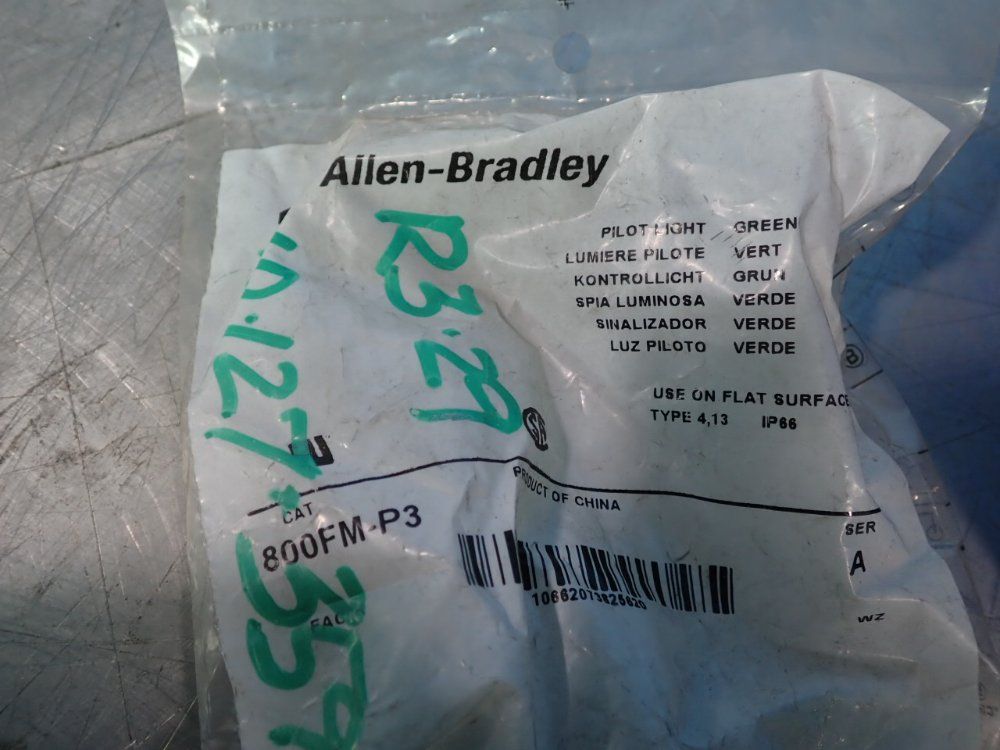 Allen-Bradley
PILOT LIGHT GREEN
LUMIERE PILOTE VERT
KONTROLLICHT GRUN
SPIA LUMINOSA VERDE
SINALIZADOR VERDE
LUZ PILOTO VERDE
USE ON FLAT SURFACE
TYPE 4,13 IP66
R3.29
PRODUCT OF CHINA
CAT
800FM-P3
SER
A
WZ